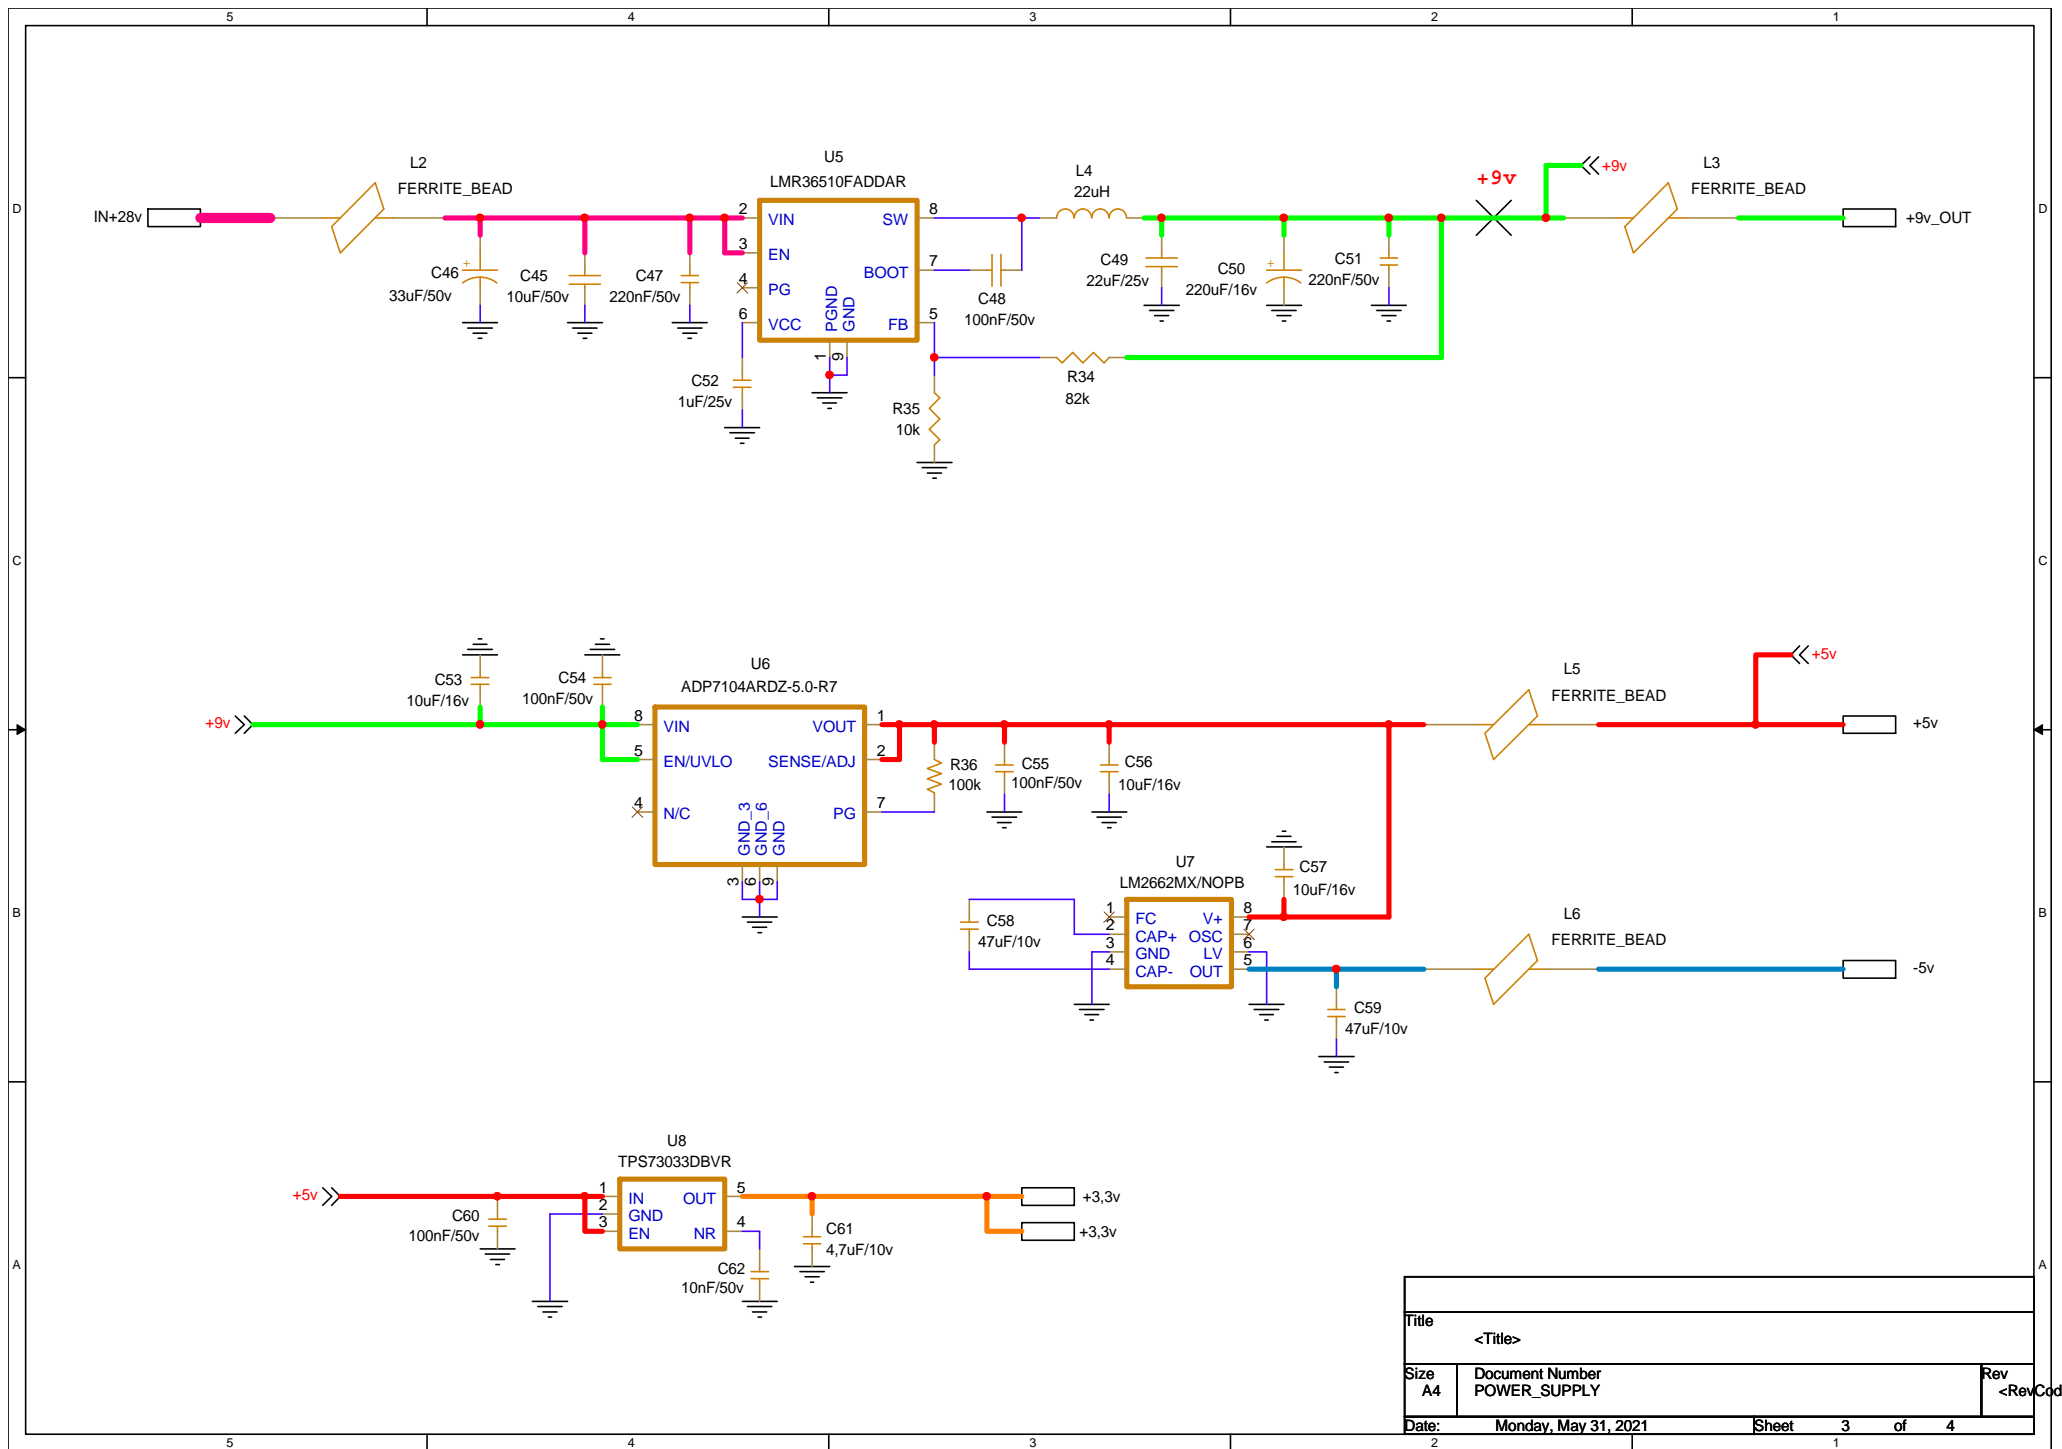 5 4 3 2 1
D
D
L2
FERRITE_BEAD
IN+28v
C46
33uF/50v
C45
10uF/50v
C47
220nF/50v
U5
LMR36510FADDAR
2 VIN
3 EN
4 PG
6 VCC
SW 8
BOOT 7
FB 5
PGND 1
GND 9
C52
1uF/25v
C48
100nF/50v
L4
22uH
R35
10k
R34
82k
C49
22uF/25v
C50
220uF/16v
C51
220nF/50v
+9v
+9v
L3
FERRITE_BEAD
+9v_OUT
C
C
+9v
C53
10uF/16v
C54
100nF/50v
U6
ADP7104ARDZ-5.0-R7
8 VIN
5 EN/UVLO
4 N/C
VOUT 1
SENSE/ADJ 2
PG 7
GND_3 3
GND_6 6
GND 9
R36
100k
C55
100nF/50v
C56
10uF/16v
L5
FERRITE_BEAD
+5v
+5v
B
B
U7
LM2662MX/NOPB
1 FC
2 CAP+
3 GND
4 CAP-
V+ 8
OSC 7
LV 6
OUT 5
C57
10uF/16v
C58
47uF/10v
C59
47uF/10v
L6
FERRITE_BEAD
-5v
A
A
+5v
C60
100nF/50v
U8
TPS73033DBVR
1 IN
2 GND
3 EN
OUT 5
NR 4
C61
4,7uF/10v
C62
10nF/50v
+3,3v
+3,3v
Title
<Title>
Size
A4
Document Number
POWER_SUPPLY
Rev
<RevCod
Date: Monday, May 31, 2021 Sheet 3 of 4
5 4 3 2 1